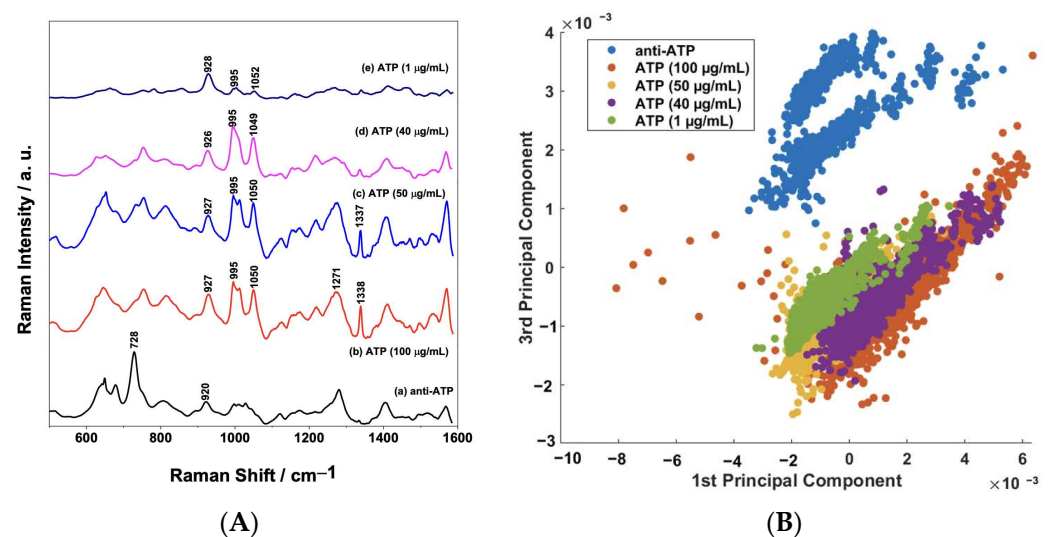 Raman Intensity / a. u.
(e) ATP (1 µg/mL)
928
995
1052
(d) ATP (40 µg/mL)
926
995
1049
(c) ATP (50 µg/mL)
927
995
1050
1337
927
995
1050
1271
1338
(b) ATP (100 µg/mL)
728
920
(a) anti-ATP
600 800 1000 1200 1400 1600
Raman Shift / cm−1
(A)
×10 −3
3rd Principal Component
4
3
2
1
0
−1
−2
−3
anti-ATP
ATP (100 µg/mL)
ATP (50 µg/mL)
ATP (40 µg/mL)
ATP (1 µg/mL)
−10 −8 −6 −4 −2 0 2 4 6
1st Principal Component
×10 −3
(B)